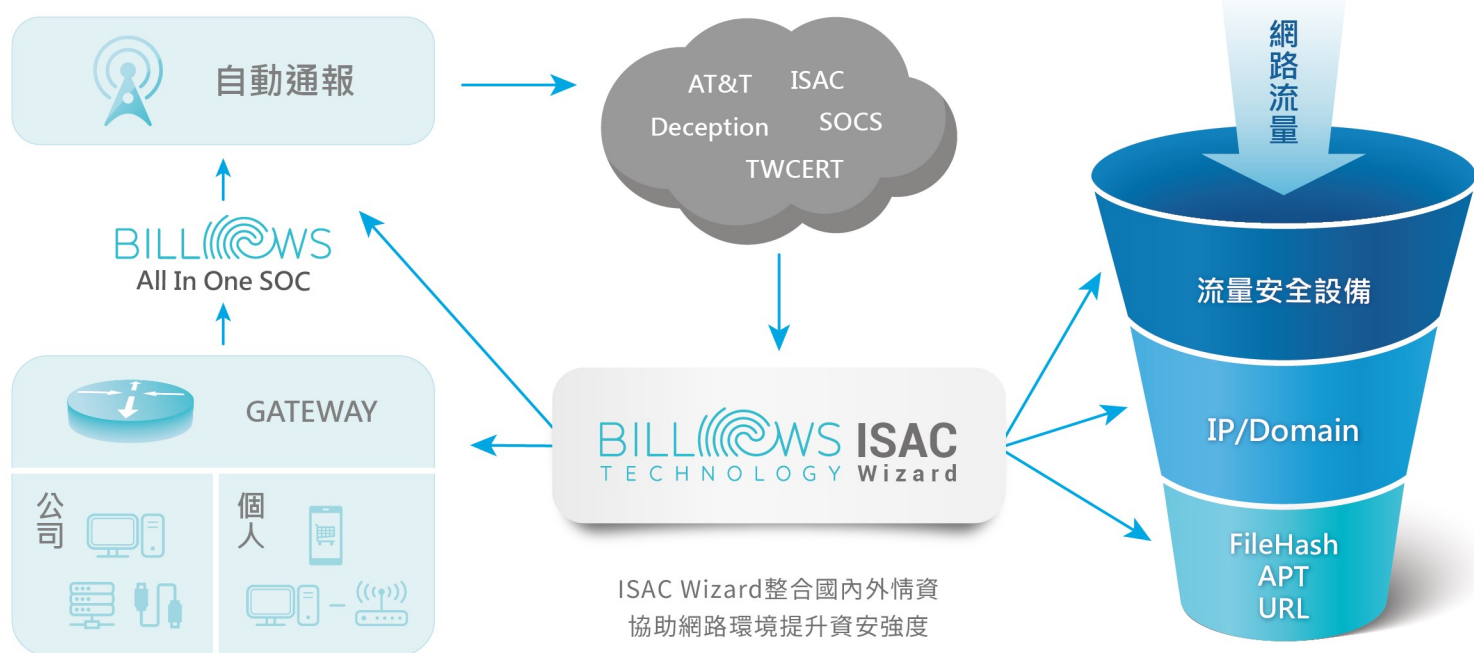 自動通報
BILLOWS
All In One SOC
GATEWAY
公司
個人
AT&T
ISAC
Deception
SOCS
TWCERT
BILLOWS ISAC
TECHNOLOGY Wizard
ISAC Wizard整合國內外情資
協助網路環境提升資安強度
網路流量
流量安全設備
IP/Domain
FileHash
APT
URL